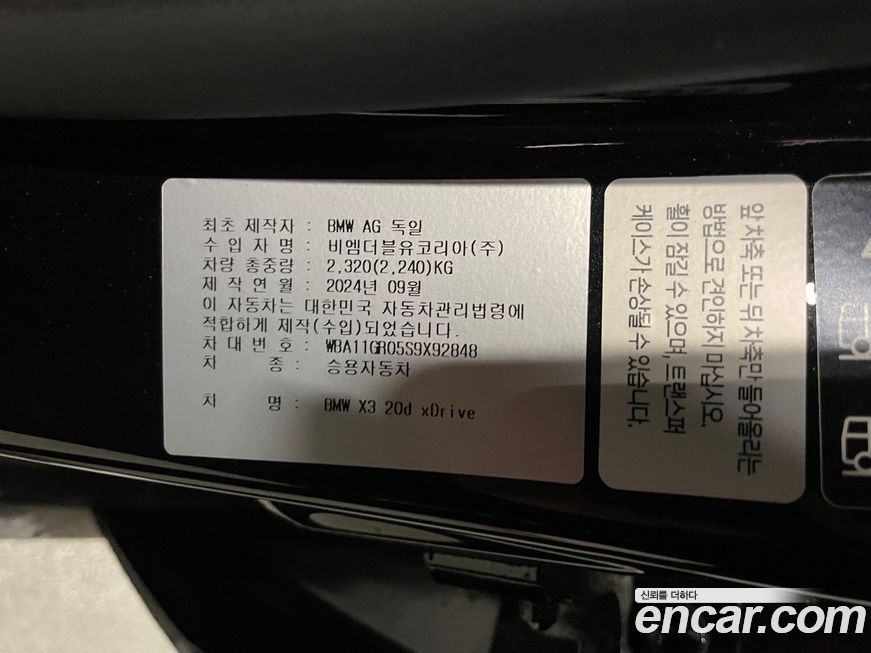 최초 제작자 : BMW AG 독일
수 입 자 명 : 비엠더블유코리아(주)
차량 총중량 : 2,320(2,240)KG
제 작 연 월 : 2024년 09월
이 자동차는 대한민국 자동차관리법령에
적합하게 제작(수입)되었습니다.
차 대 번 호 : WBA11GR05S9X92848
차 종 : 승용자동차
차 명 : BMW X3 20d xDrive
앞 차축 또는 뒤 차축만 들어올리는
방법으로 견인하지 마십시오.
휠이 잠길 수 있으며, 트랜스퍼
케이스가 손상될 수 있습니다.
신뢰를 더하다
encar.com